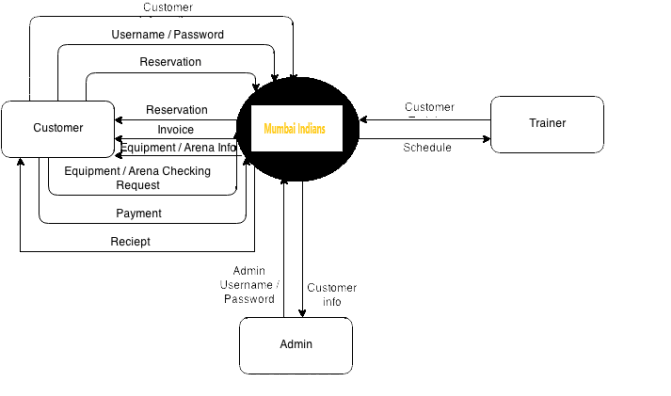 Customer
Username / Password
Reservation
Reservation
Invoice
Equipment / Arena Info
Customer
Mumbai Indians
Customer
Trainer
Schedule
Equipment / Arena Checking
Request
Payment
Reciept
Admin
Username /
Password
Customer
info
Admin